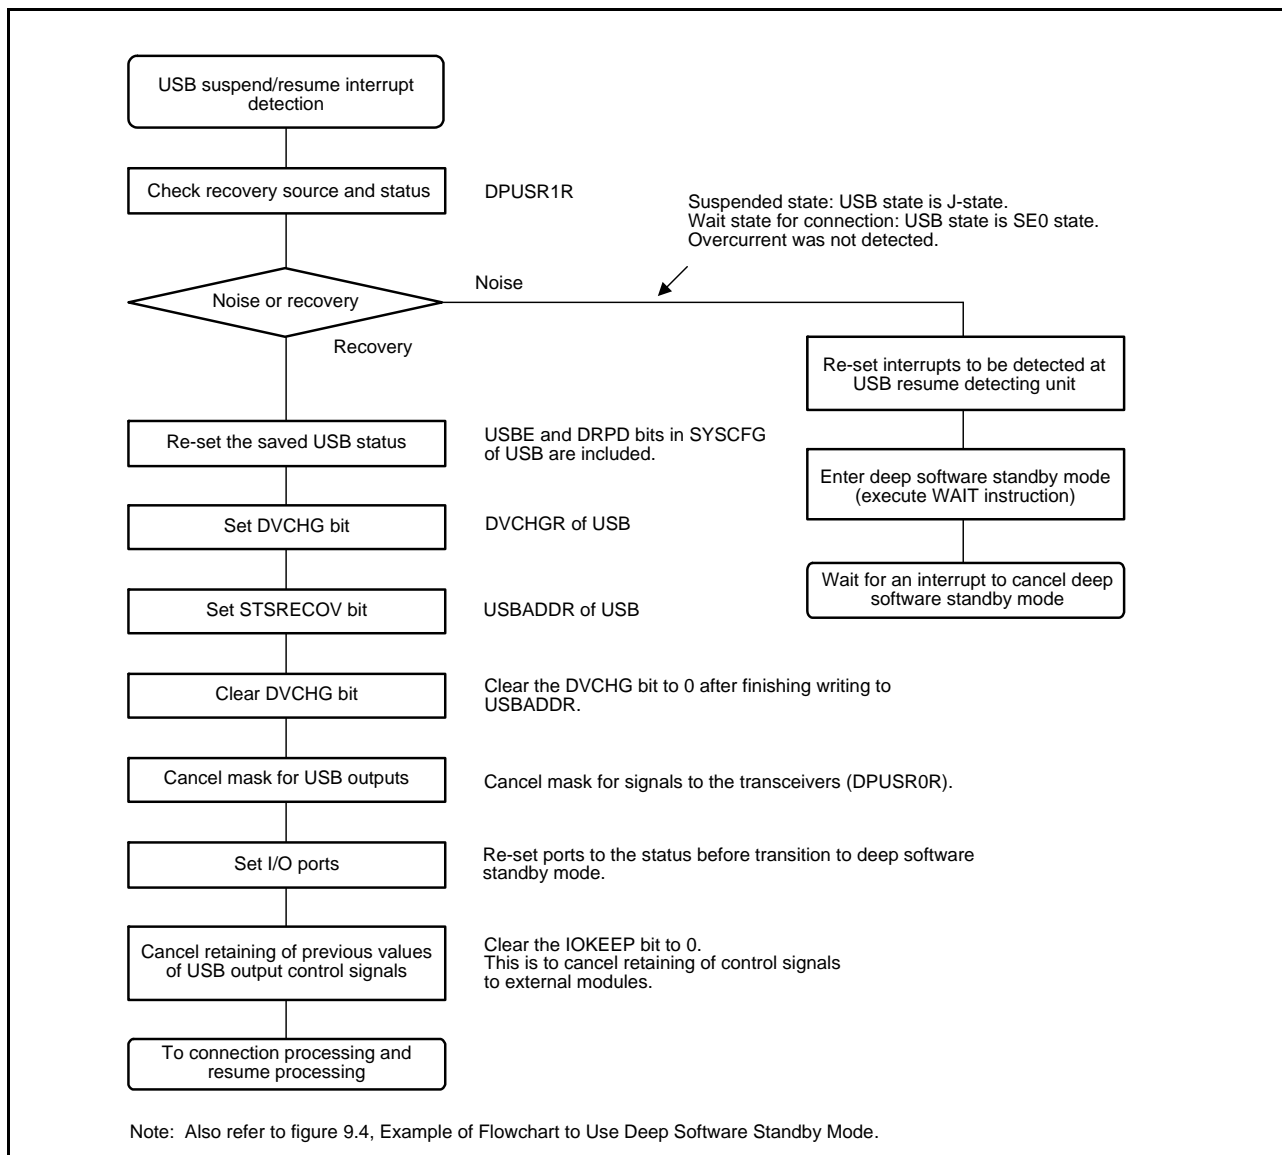 USB suspend/resume interrupt
detection
Check recovery source and status
DPUSR1R
Suspended state: USB state is J-state.
Wait state for connection: USB state is SE0 state.
Overcurrent was not detected.
Noise or recovery
Noise
Recovery
Re-set interrupts to be detected at
USB resume detecting unit
Re-set the saved USB status
USBE and DRPD bits in SYSCFG
of USB are included.
Enter deep software standby mode
(execute WAIT instruction)
Set DVCHG bit
DVCHGR of USB
Wait for an interrupt to cancel deep
software standby mode
Set STSRECOV bit
USBADDR of USB
Clear DVCHG bit
Clear the DVCHG bit to 0 after finishing writing to
USBADDR.
Cancel mask for USB outputs
Cancel mask for signals to the transceivers (DPUSR0R).
Set I/O ports
Re-set ports to the status before transition to deep software
standby mode.
Cancel retaining of previous values
of USB output control signals
Clear the IOKEEP bit to 0.
This is to cancel retaining of control signals
to external modules.
To connection processing and
resume processing
Note: Also refer to figure 9.4, Example of Flowchart to Use Deep Software Standby Mode.